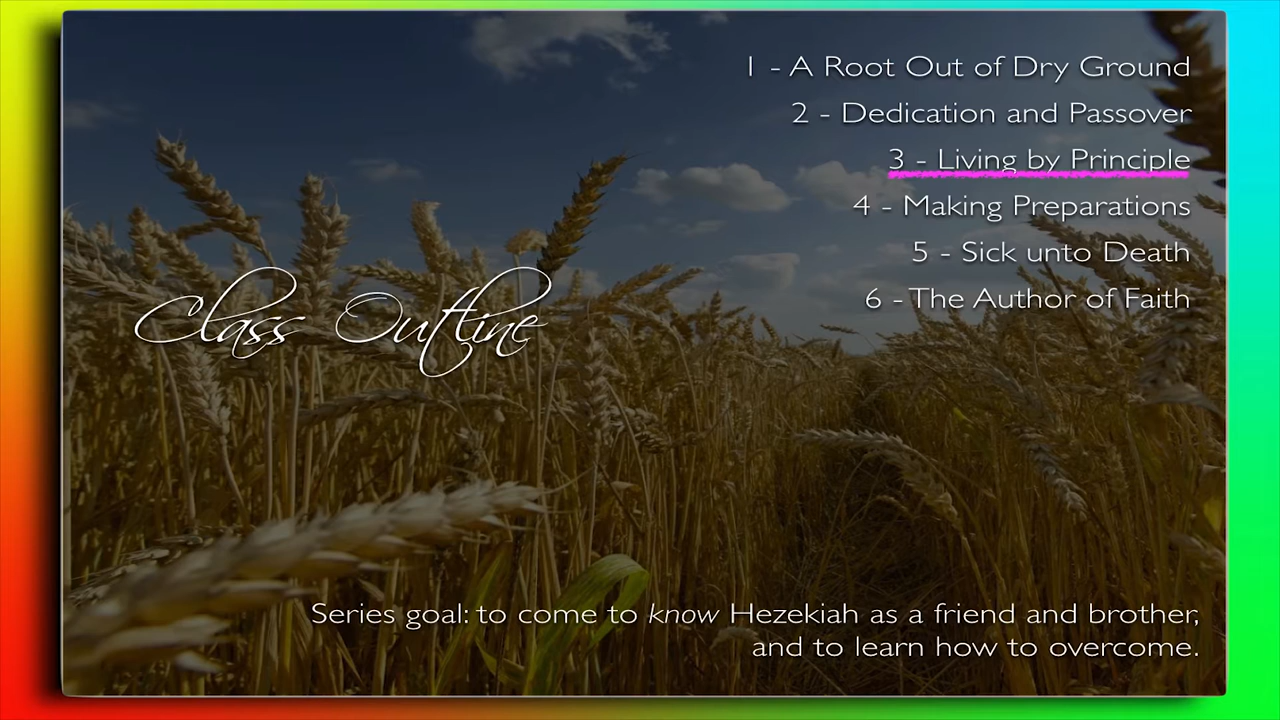 1 - A Root Out of Dry Ground
2 - Dedication and Passover
3 - Living by Principle
4 - Making Preparations
5 - Sick unto Death
6 - The Author of Faith
Class Outline
Series goal: to come to know Hezekiah as a friend and brother,
and to learn how to overcome.